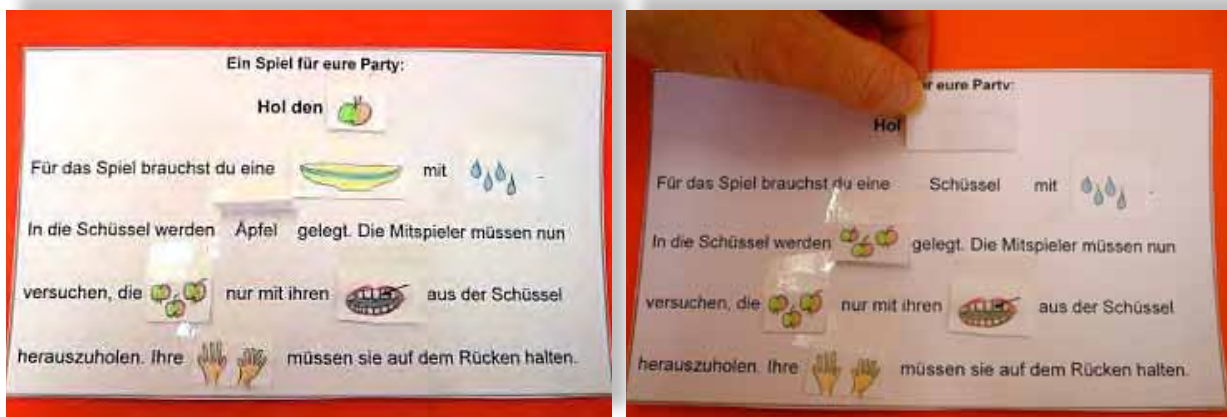 Ein Spiel für eure Party:
Hol den
Für das Spiel brauchst du eine mit .
In die Schüssel werden Äpfel gelegt. Die Mitspieler müssen nun
versuchen, die nur mit ihren aus der Schüssel
herauszuholen. Ihre müssen sie auf dem Rücken halten.
eure Party:
Hol
Für das Spiel brauchst du eine Schüssel mit .
In die Schüssel werden gelegt. Die Mitspieler müssen nun
versuchen, die nur mit ihren aus der Schüssel
herauszuholen. Ihre müssen sie auf dem Rücken halten.